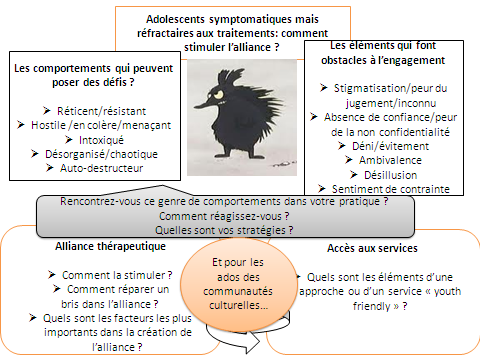 Adolescents symptomatiques mais
réfractaires aux traitements: comment
stimuler l'alliance ?
Les comportements qui peuvent
poser des défis ?
➢ Réticent/résistant
➢ Hostile /en colère/menaçant
➢ Intoxiqué
➢ Désorganisé/chaotique
➢ Auto-destructeur
Les éléments qui font
obstacles à l'engagement
➢ Stigmatisation/peur du
jugement/inconnu
➢ Absence de confiance/peur
de la non confidentialité
➢ Déni/évitement
➢ Ambivalence
➢ Désillusion
➢ Sentiment de contrainte
Rencontrez-vous ce genre de comportements dans votre pratique ?
Comment réagissez-vous ?
Quelles sont vos stratégies ?
Alliance thérapeutique
➢ Comment la stimuler ?
➢ Comment réparer un
bris dans l'alliance ?
➢ Quels sont les facteurs les plus
importants dans la création de
l'alliance ?
Et pour les
ados des
communautés
culturelles...
Accès aux services
Quels sont les éléments d'une
approche ou d'un service « youth
friendly » ?